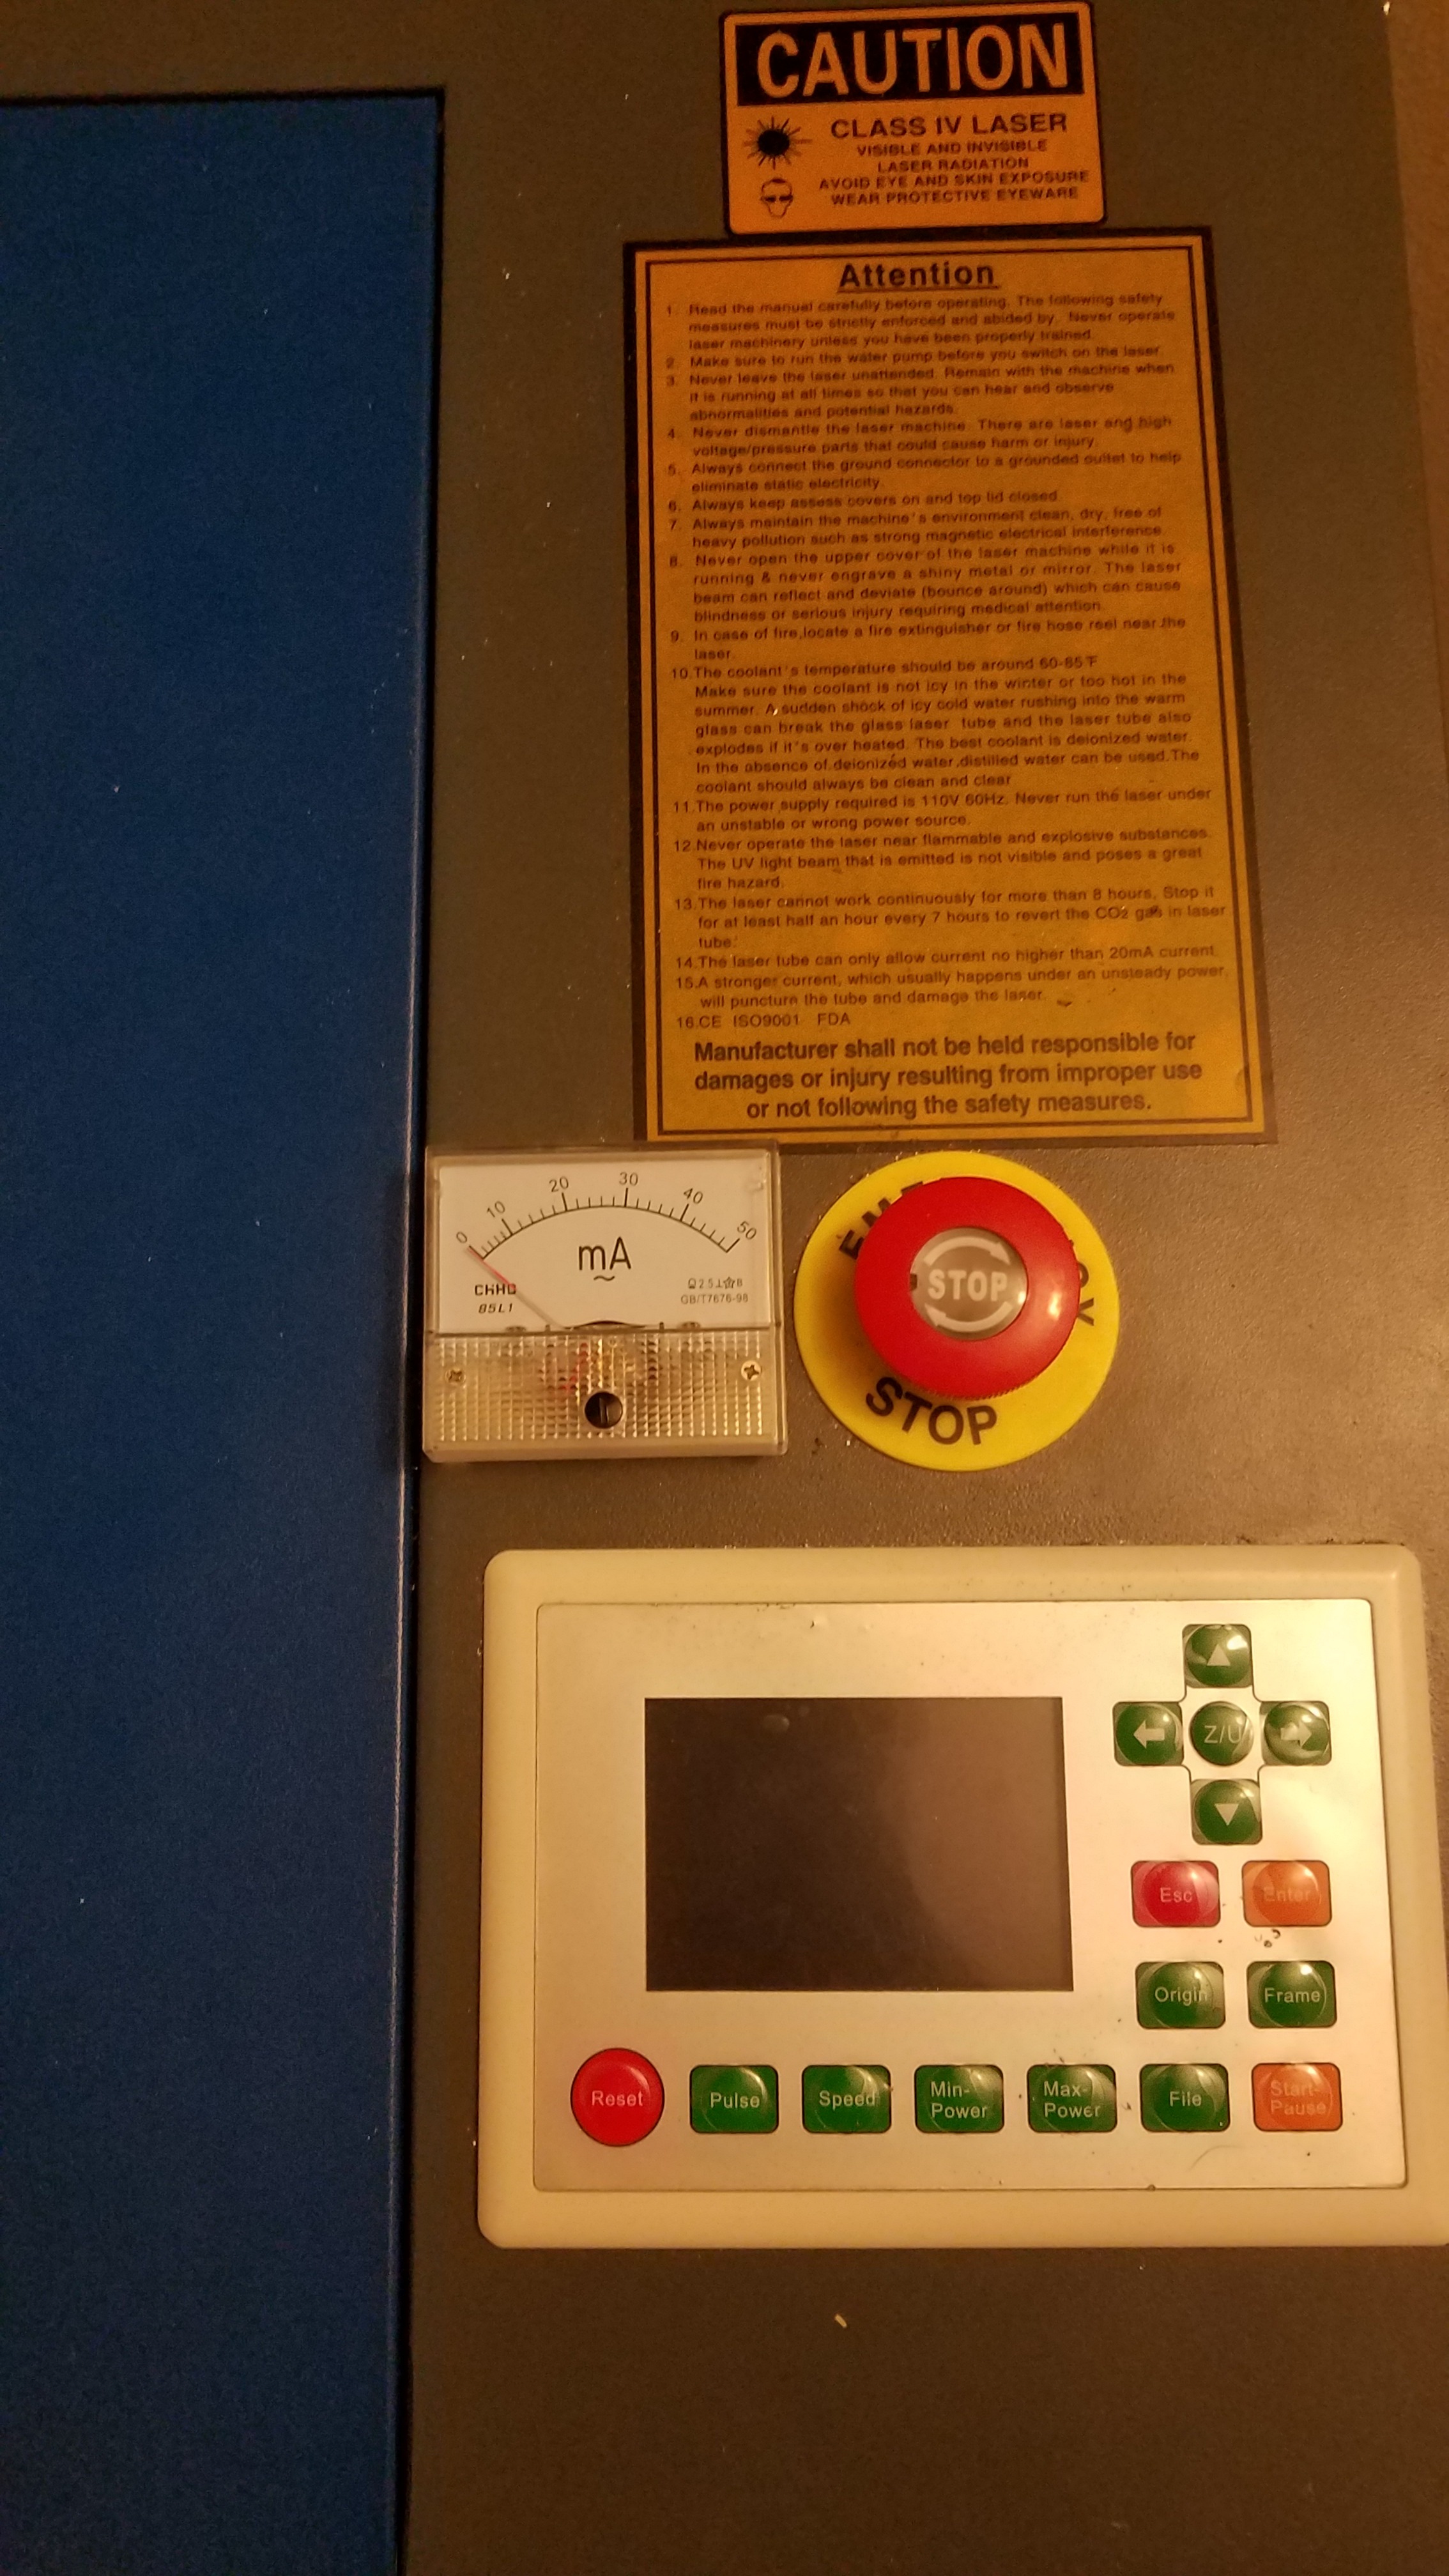 CAUTION
CLASS IV LASER
VISIBLE AND INVISIBLE
LASER RADIATION
AVOID EYE AND SKIN EXPOSURE
WEAR PROTECTIVE EYEWARE
Attention
1. Read the manual carefully before operating. The following safety
measures must be strictly enforced and abided by. Never operate
laser machinery unless you have been properly trained.
2. Make sure to run the water pump before you switch on the laser.
3. Never leave the laser unattended. Remain with the machine when
it is running at all times so that you can hear and observe
abnormalities and potential hazards.
4. Never dismantle the laser machine. There are laser and high
voltage/pressure parts that could cause harm or injury.
5. Always connect the ground connector to a grounded outlet to help
eliminate static electricity.
6. Always keep assess covers on and top lid closed.
7. Always maintain the machine's environment clean, dry, free of
heavy pollution such as strong magnetic electrical interference.
8. Never open the upper cover of the laser machine while it is
running & never engrave a shiny metal or mirror. The laser
beam can reflect and deviate (bounce around) which can cause
blindness or serious injury requiring medical attention.
9. In case of fire,locate a fire extinguisher or fire hose reel near the
laser.
10.The coolant's temperature should be around 60-85°F
Make sure the coolant is not icy in the winter or too hot in the
summer. A sudden shock of icy cold water rushing into the warm
glass can break the glass laser tube and the laser tube also
explodes if it's over heated. The best coolant is deionized water.
In the absence of deionized water,distilled water can be used.The
coolant should always be clean and clear
11.The power supply required is 110V 60Hz. Never run the laser under
an unstable or wrong power source.
12.Never operate the laser near flammable and explosive substances.
The UV light beam that is emitted is not visible and poses a great
fire hazard.
13.The laser cannot work continuously for more than 8 hours. Stop it
for at least half an hour every 7 hours to revert the CO2 gas in laser
tube.
14.The laser tube can only allow current no higher than 20mA current.
15.A stronger current, which usually happens under an unsteady power,
will puncture the tube and damage the laser.
16.CE ISO9001 FDA
Manufacturer shall not be held responsible for
damages or injury resulting from improper use
or not following the safety measures.
0 10 20 30 40 50
mA
~
CHHG
85L1
GB/T7676-98
STOP
STOP
Z/U
Esc Enter
Origin Frame
Reset Pulse Speed Min-Power Max-Power File Start-Pause